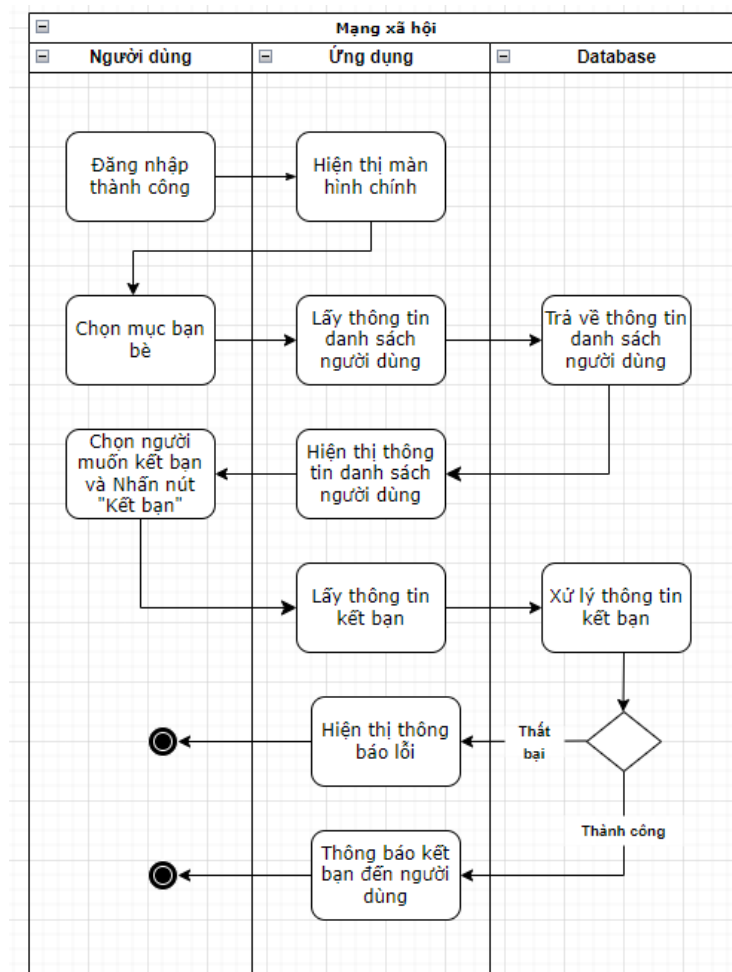 Mạng xã hội
Người dùng
Ứng dụng
Database
Đăng nhập
thành công
Hiện thị màn
hình chính
Chọn mục bạn
bè
Lấy thông tin
danh sách
người dùng
Trả về thông tin
danh sách
người dùng
Chọn người
muốn kết bạn
và Nhấn nút
"Kết bạn"
Hiện thị thông
tin danh sách
người dùng
Lấy thông tin
kết bạn
Xử lý thông tin
kết bạn
Hiện thị thông
báo lỗi
Thất
bại
Thành công
Thông báo kết
bạn đến người
dùng